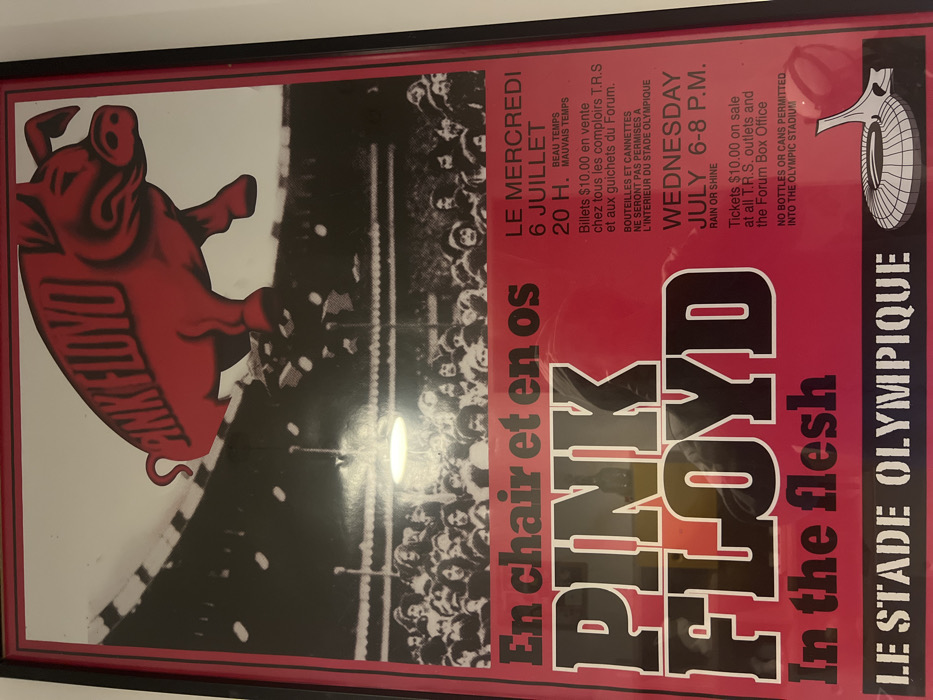 PINK FLOYD
En chair et en os
PINK
FLOYD
In the flesh
LE MERCREDI
6 JUILLET
20 H. BEAU TEMPS
MAUVAIS TEMPS
Billets $10.00 en vente
chez tous les comploirs T.R.S
et aux guichets du Forum.
BOUTEILLES ET CANNETTES
NE SERONT PAS PERMISES A
L'INTERIEUR DU STADE OLYMPIQUE
WEDNESDAY
JULY 6-8 P.M.
RAIN OR SHINE
Tickets $10.00 on sale
at all T.R.S. outlets and
the Forum Box Office
NO BOTTLES OR CANS PERMITTED
INTO THE OLYMPIC STADIUM
LE STADE OLYMPIQUE